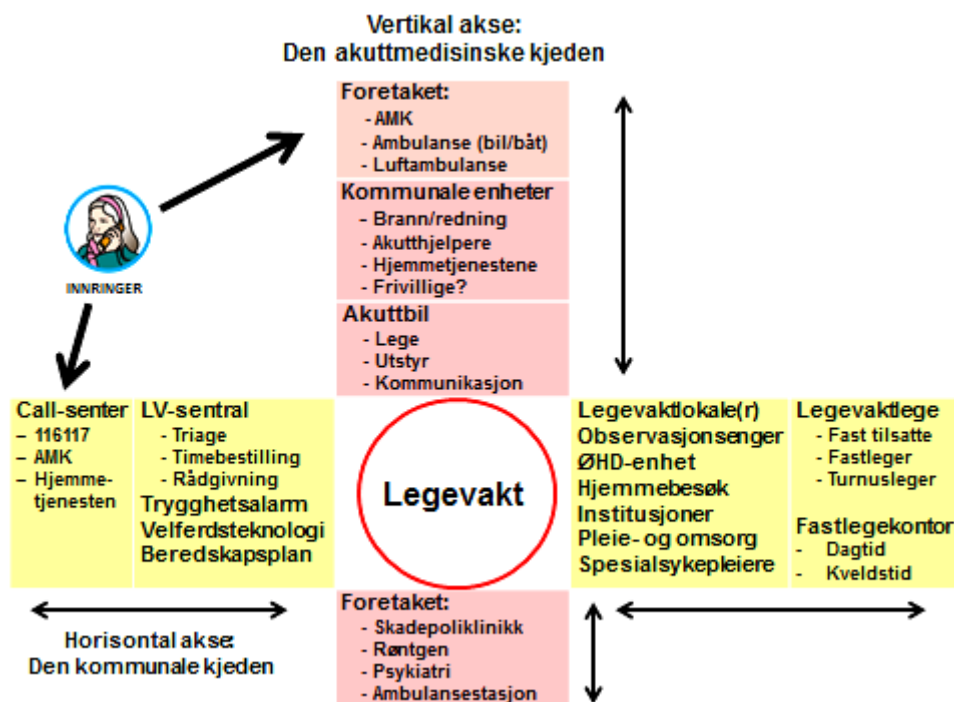 Vertikal akse:
Den akuttmedisinske kjeden
Foretaket:
- AMK
- Ambulanse (bil/båt)
- Luftambulanse
Kommunale enheter
- Brann/redning
- Akutthjelpere
- Hjemmetjenestene
- Frivillige?
INNRINGER
Akuttbil
- Lege
- Utstyr
- Kommunikasjon
Call-senter
– 116117
– AMK
– Hjemme-
tjenesten
LV-sentral
- Triage
- Timebestilling
- Rådgivning
Trygghetsalarm
Velferdsteknologi
Beredskapsplan
Legevakt
Legevaktlokale(r)
Observasjonsenger
ØHD-enhet
Hjemmebesøk
Institusjoner
Pleie- og omsorg
Spesialsykepleiere
Legevaktlege
- Fast tilsatte
- Fastleger
- Turnusleger
Fastlegekontor
- Dagtid
- Kveldstid
Horisontal akse:
Den kommunale kjeden
Foretaket:
- Skadepoliklinikk
- Røntgen
- Psykiatri
- Ambulansestasjon